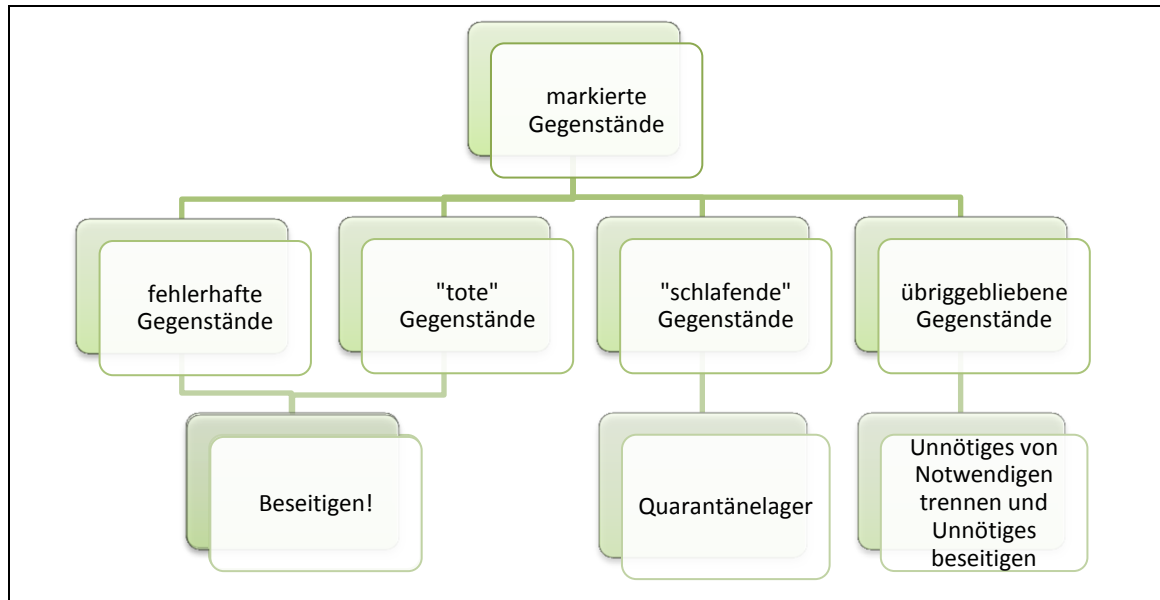 markierte
Gegenstände
fehlerhafte
Gegenstände
"tote"
Gegenstände
"schlafende"
Gegenstände
übriggebliebene
Gegenstände
Beseitigen!
Quarantänelager
Unnötiges von
Notwendigen
trennen und
Unnötiges
beseitigen